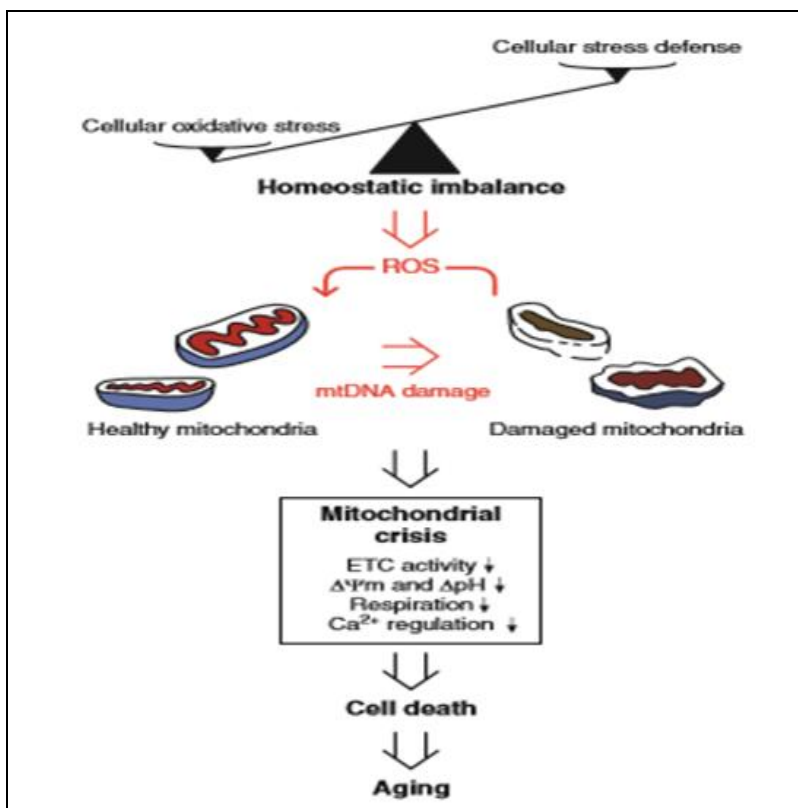 Cellular stress defense
Cellular oxidative stress
Homeostatic imbalance
ROS
mtDNA damage
Healthy mitochondria
Damaged mitochondria
Mitochondrial
crisis
ETC activity ↓
ΔΨm and ΔpH ↓
Respiration ↓
Ca²⁺ regulation ↓
Cell death
Aging